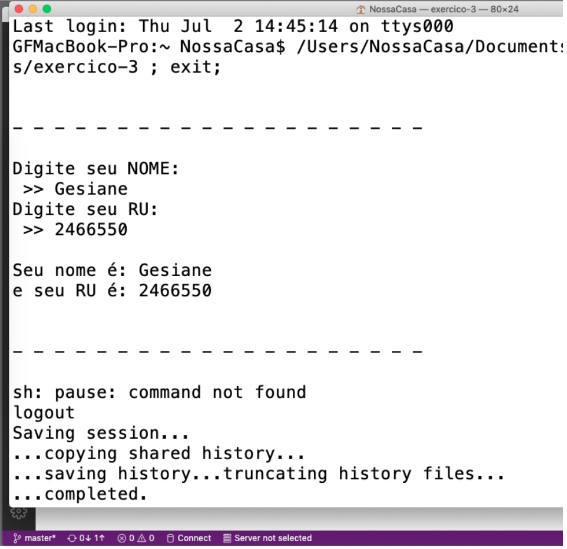 NossaCasa — exercico-3 — 80×24
Last login: Thu Jul  2 14:45:14 on ttys000
GFMacBook-Pro:~ NossaCasa$ /Users/NossaCasa/Documents
s/exercico-3 ; exit;
_ _ _ _ _ _ _ _ _ _ _ _ _ _ _ _ _ _ _ _
Digite seu NOME:
 >> Gesiane
Digite seu RU:
 >> 2466550
Seu nome é: Gesiane
e seu RU é: 2466550
_ _ _ _ _ _ _ _ _ _ _ _ _ _ _ _ _ _ _ _
sh: pause: command not found
logout
Saving session...
...copying shared history...
...saving history...truncating history files...
...completed.
master* 0↓ 1↑ 0 0 Connect Server not selected